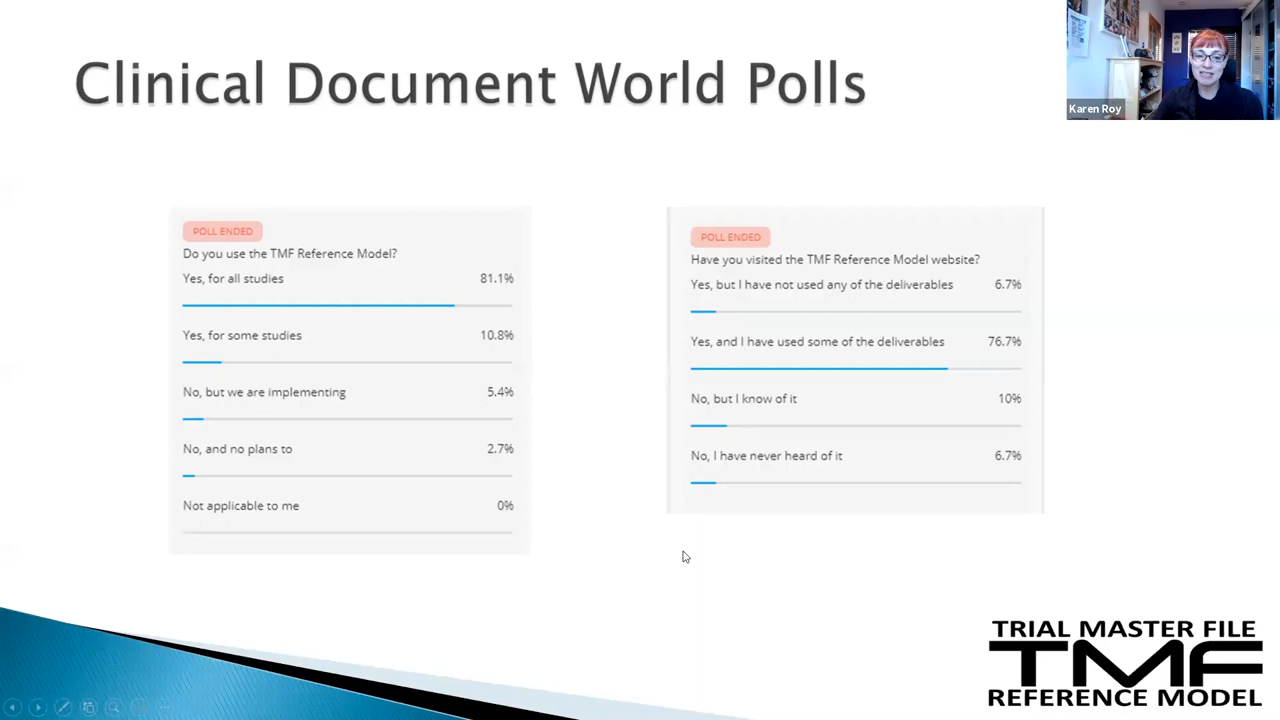 Clinical Document World Polls
Karen Roy
POLL ENDED
Do you use the TMF Reference Model?
Yes, for all studies 81.1%
Yes, for some studies 10.8%
No, but we are implementing 5.4%
No, and no plans to 2.7%
Not applicable to me 0%
POLL ENDED
Have you visited the TMF Reference Model website?
Yes, but I have not used any of the deliverables 6.7%
Yes, and I have used some of the deliverables 76.7%
No, but I know of it 10%
No, I have never heard of it 6.7%
TRIAL MASTER FILE
TMF
REFERENCE MODEL